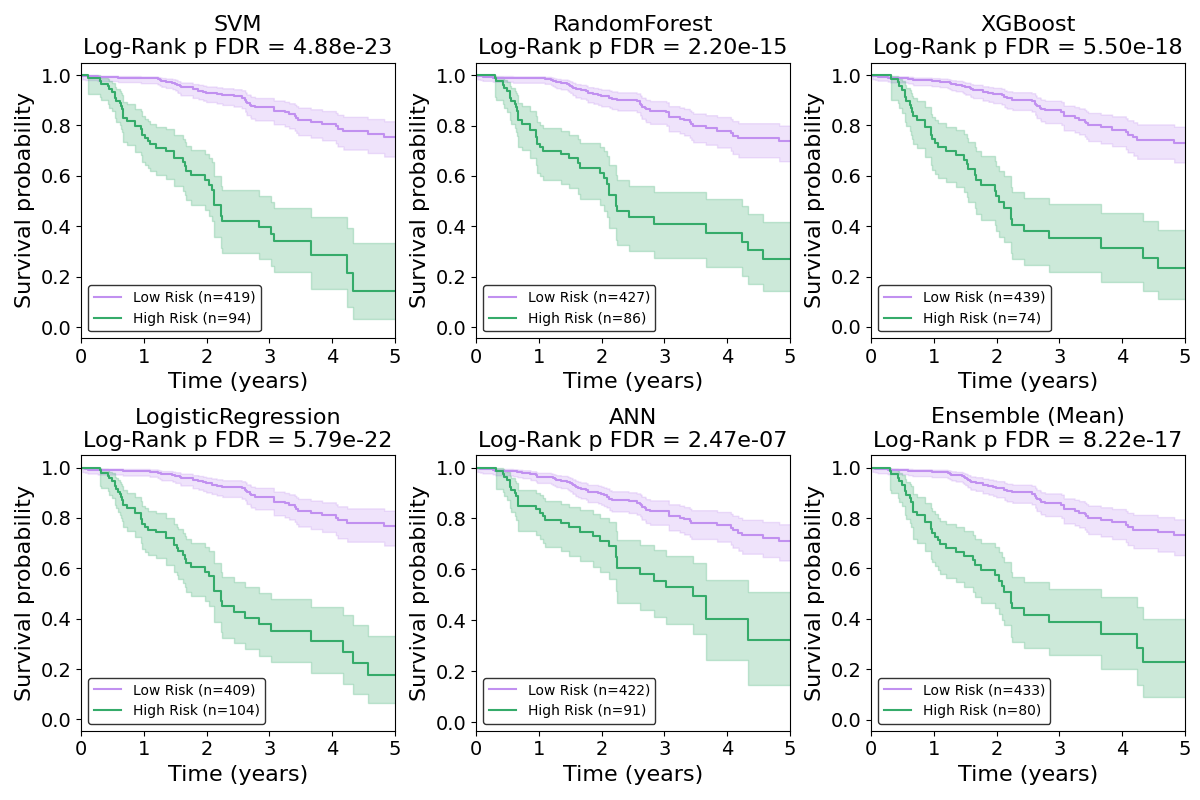 SVM
Log-Rank p FDR = 4.88e-23
Survival probability
1.0
0.8
0.6
0.4
0.2
0.0
Low Risk (n=419)
High Risk (n=94)
0 1 2 3 4 5
Time (years)
RandomForest
Log-Rank p FDR = 2.20e-15
Survival probability
1.0
0.8
0.6
0.4
0.2
0.0
Low Risk (n=427)
High Risk (n=86)
0 1 2 3 4 5
Time (years)
XGBoost
Log-Rank p FDR = 5.50e-18
Survival probability
1.0
0.8
0.6
0.4
0.2
0.0
Low Risk (n=439)
High Risk (n=74)
0 1 2 3 4 5
Time (years)
LogisticRegression
Log-Rank p FDR = 5.79e-22
Survival probability
1.0
0.8
0.6
0.4
0.2
0.0
Low Risk (n=409)
High Risk (n=104)
0 1 2 3 4 5
Time (years)
ANN
Log-Rank p FDR = 2.47e-07
Survival probability
1.0
0.8
0.6
0.4
0.2
0.0
Low Risk (n=422)
High Risk (n=91)
0 1 2 3 4 5
Time (years)
Ensemble (Mean)
Log-Rank p FDR = 8.22e-17
Survival probability
1.0
0.8
0.6
0.4
0.2
0.0
Low Risk (n=433)
High Risk (n=80)
0 1 2 3 4 5
Time (years)